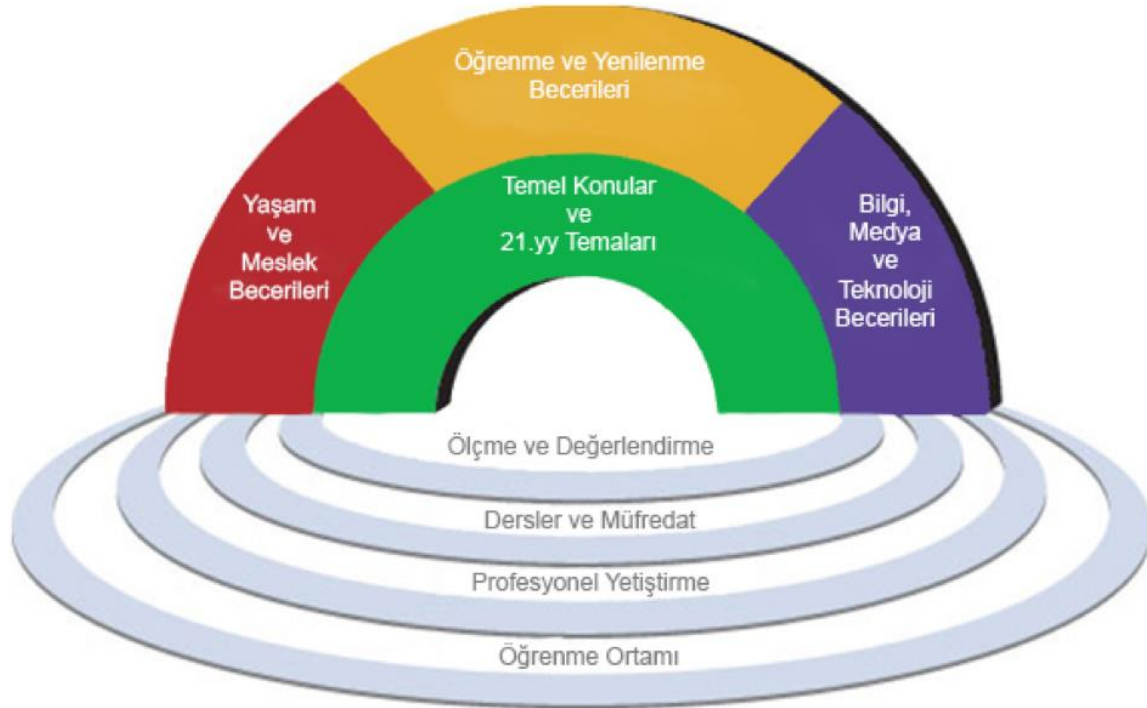 Öğrenme ve Yenilenme
Becerileri
Yaşam
ve
Meslek
Becerileri
Temel Konular
ve
21.yy Temaları
Bilgi,
Medya
ve
Teknoloji
Becerileri
Ölçme ve Değerlendirme
Dersler ve Müfredat
Profesyonel Yetiştirme
Öğrenme Ortamı